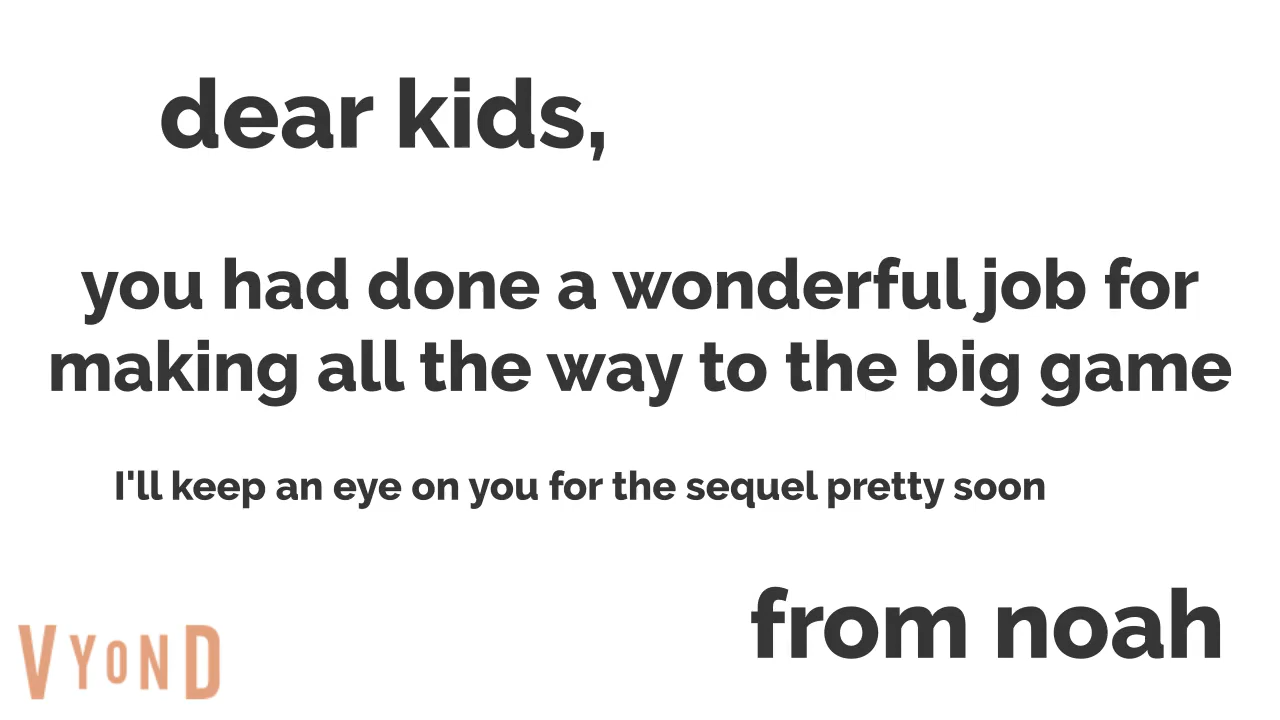 dear kids,
you had done a wonderful job for
making all the way to the big game
I'll keep an eye on you for the sequel pretty soon
from noah
VYOND